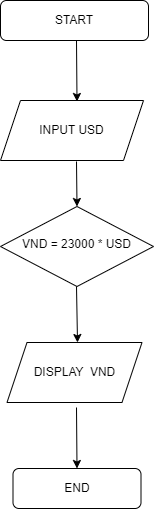 START
INPUT USD
VND = 23000 * USD
DISPLAY VND
END